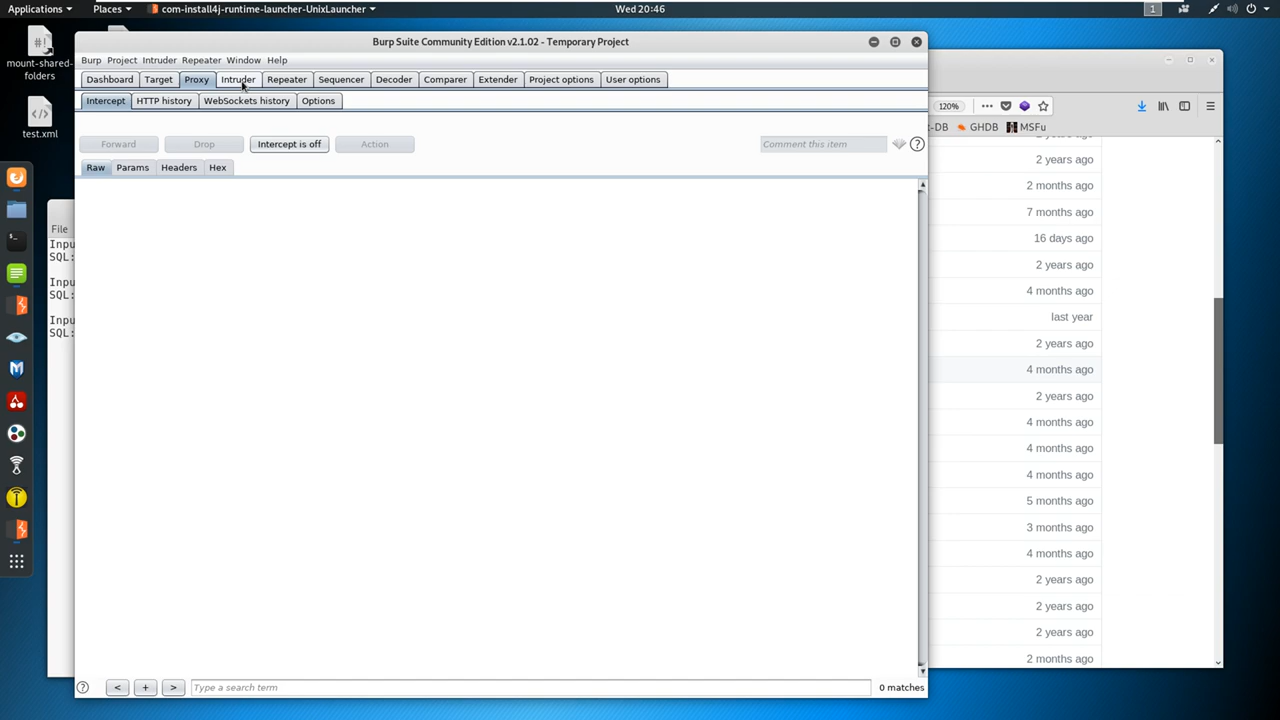 Applications Places com-install4j-runtime-launcher-UnixLauncher Wed 20:46 1
mount-shared-folders
test.xml
Burp Suite Community Edition v2.1.02 - Temporary Project
Burp Project Intruder Repeater Window Help
Dashboard Target Proxy Intruder Repeater Sequencer Decoder Comparer Extender Project options User options
Intercept HTTP history WebSockets history Options
Forward Drop Intercept is off Action Comment this item ?
Raw Params Headers Hex
? < + > Type a search term 0 matches
File
Inpu
SQL:
Inpu
SQL:
Inpu
SQL:
120%
t-DB GHDB MSFu
2 years ago
2 months ago
7 months ago
16 days ago
2 years ago
4 months ago
last year
2 years ago
4 months ago
2 years ago
4 months ago
4 months ago
4 months ago
5 months ago
3 months ago
4 months ago
2 years ago
2 years ago
2 years ago
2 months ago